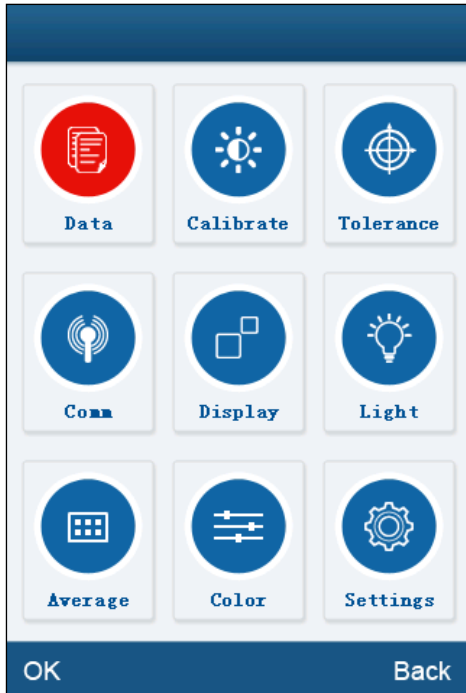 Data Calibrate Tolerance
Comm Display Light
Average Color Settings
OK Back